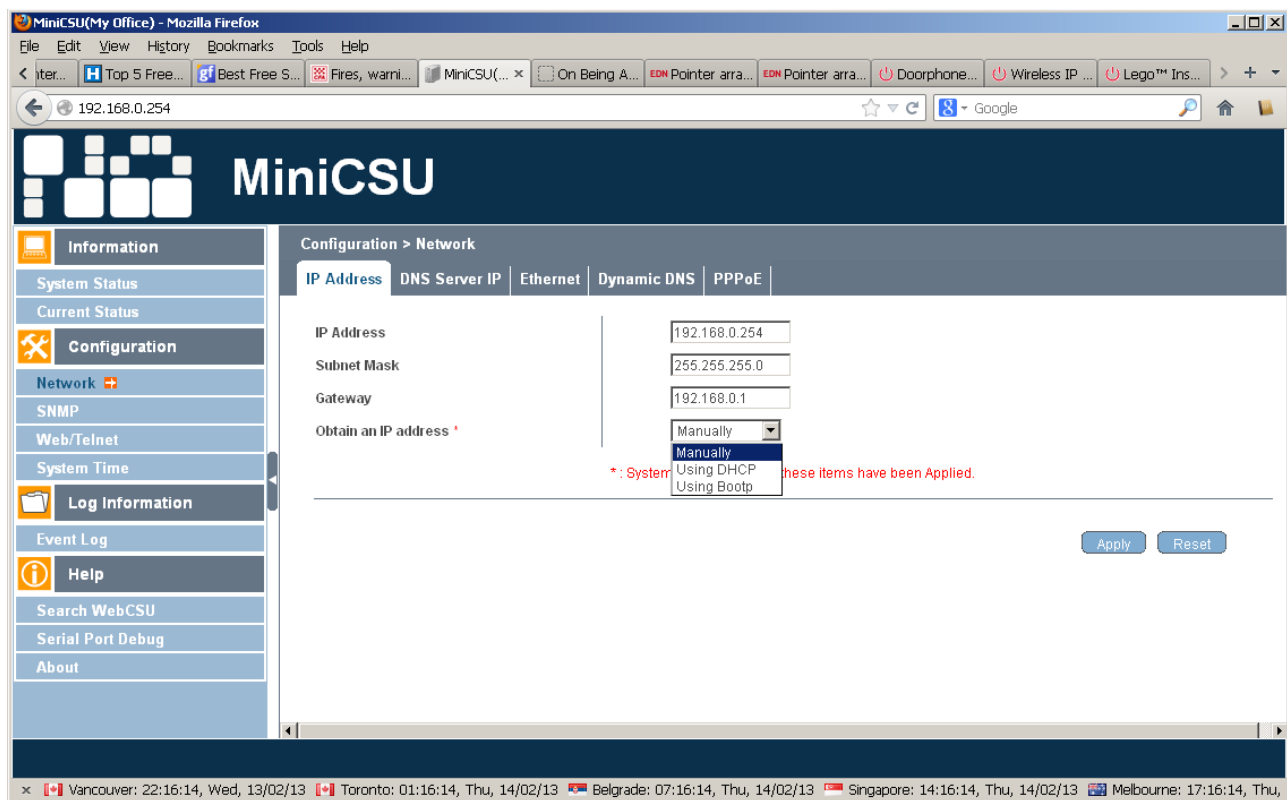 MiniCSU(My Office) - Mozilla Firefox
File Edit View History Bookmarks Tools Help
nter... Top 5 Free... Best Free S... Fires, warni... MiniCSU(... × On Being A... EDN Pointer arra... EDN Pointer arra... Doorphone... Wireless IP ... Lego™ Ins...
192.168.0.254 Google
MiniCSU
Information
System Status
Current Status
Configuration
Network
SNMP
Web/Telnet
System Time
Log Information
Event Log
Help
Search WebCSU
Serial Port Debug
About
Configuration > Network
IP Address DNS Server IP Ethernet Dynamic DNS PPPoE
IP Address 192.168.0.254
Subnet Mask 255.255.255.0
Gateway 192.168.0.1
Obtain an IP address * Manually
Manually
Using DHCP
Using Bootp
* : System these items have been Applied.
Apply Reset
× Vancouver: 22:16:14, Wed, 13/02/13 Toronto: 01:16:14, Thu, 14/02/13 Belgrade: 07:16:14, Thu, 14/02/13 Singapore: 14:16:14, Thu, 14/02/13 Melbourne: 17:16:14, Thu,